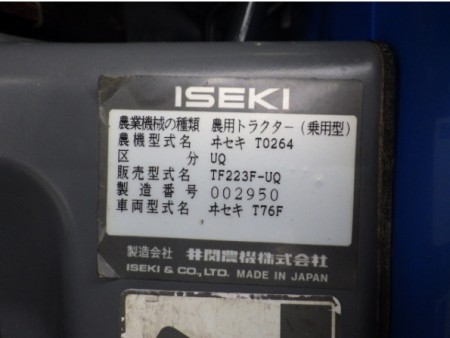 ISEKI
農業機械の種類 農用トラクター(乗用型)
農機型式名 ヰセキ T0264
区分 UQ
販売型式名 TF223F-UQ
製造番号 002950
車両型式名 ヰセキ T76F
製造会社 井関農機株式会社
ISEKI & CO., LTD. MADE IN JAPAN